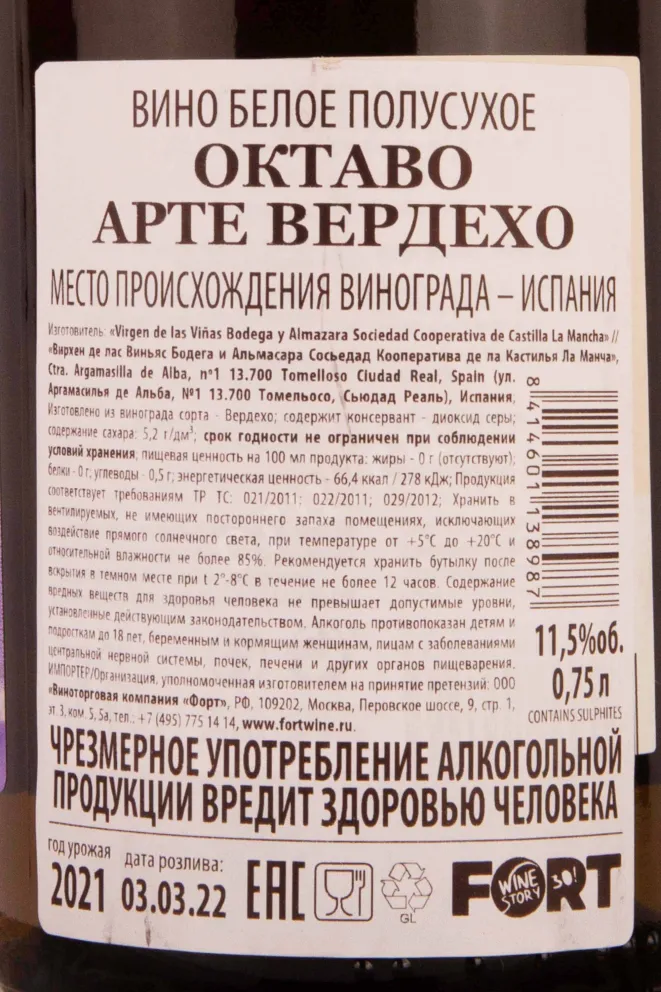 ВИНО БЕЛОЕ ПОЛУСУХОЕ
ОКТАВО
АРТЕ ВЕРДЕХО
МЕСТО ПРОИСХОЖДЕНИЯ ВИНОГРАДА – ИСПАНИЯ
Изготовитель: «Virgen de las Viñas Bodega y Almazara Sociedad Cooperativa de Castilla La Mancha» //
«Вирхен де лас Виньяс Бодега и Альмасара Сосьедад Кооператива де ла Кастилья Ла Манча»,
Ctra. Argamasilla de Alba, nº1 13.700 Tomelloso Ciudad Real, Spain (ул.
Аргамасилья де Альба, №1 13.700 Томельосо, Сьюдад Реаль), Испания.
Изготовлено из винограда сорта - Вердехо; содержит консервант - диоксид серы;
содержание сахара: 5,2 г/дм³; срок годности не ограничен при соблюдении
условий хранения; пищевая ценность на 100 мл продукта: жиры - 0 г (отсутствуют);
белки - 0 г; углеводы - 0,5 г; энергетическая ценность - 66,4 ккал / 278 кДж; Продукция
соответствует требованиям ТР ТС: 021/2011; 022/2011; 029/2012; Хранить в
вентилируемых, не имеющих постороннего запаха помещениях, исключающих
воздействие прямого солнечного света, при температуре от +5°С до +20°С и
относительной влажности не более 85%. Рекомендуется хранить бутылку после
вскрытия в темном месте при t 2°-8°С в течение не более 12 часов. Содержание
вредных веществ для здоровья человека не превышает допустимые уровни,
установленные действующим законодательством. Алкоголь противопоказан детям и
подросткам до 18 лет, беременным и кормящим женщинам, лицам с заболеваниями
центральной нервной системы, почек, печени и других органов пищеварения.
ИМПОРТЕР/Организация, уполномоченная изготовителем на принятие претензий: ООО
«Виноторговая компания «Форт», РФ, 109202, Москва, Перовское шоссе, 9, стр. 1,
эт. 3, ком. 5, 5а, тел.: +7 (495) 775 14 14, www.fortwine.ru.
8 414601 138987
11,5%об.
0,75 л
CONTAINS SULPHITES
ЧРЕЗМЕРНОЕ УПОТРЕБЛЕНИЕ АЛКОГОЛЬНОЙ
ПРОДУКЦИИ ВРЕДИТ ЗДОРОВЬЮ ЧЕЛОВЕКА
год урожая
2021
дата розлива:
03.03.22
EAC
GL
FORT
WINE
STORY
30!